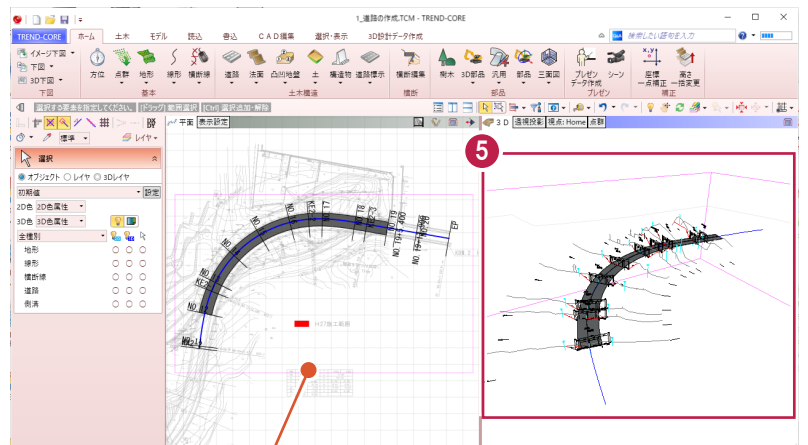 1_道路の作成.TCM - TREND-CORE
TREND-CORE ホーム 土木 モデル 読込 書込 CAD編集 選択・表示 3D設計データ作成 検索したい語句を入力
イメージ下図
下図
3D下図
方位 点群 地形 線形 横断線 道路 法面 凸凹地盤 土 構造物 道路標示 横断編集 樹木 3D部品 汎用 部品 三面図 プレゼンデータ作成 シーン 座標一点補正 高さ一括変更
下図 基本 土木構造 横断 部品 プレゼン 補正
選択する要素を指定してください。 [ドラッグ] 範囲選択 [Ctrl] 選択追加・解除
平面 表示設定
3D 透視投影 視点: Home 点群
標準 レイヤ
選択
オブジェクト レイヤ 3Dレイヤ
初期値 設定
2D色 2D色属性
3D色 3D色属性
全種別
地形
線形
横断線
道路
側溝
NO.17
NO.18
EP
H27施工範囲
5